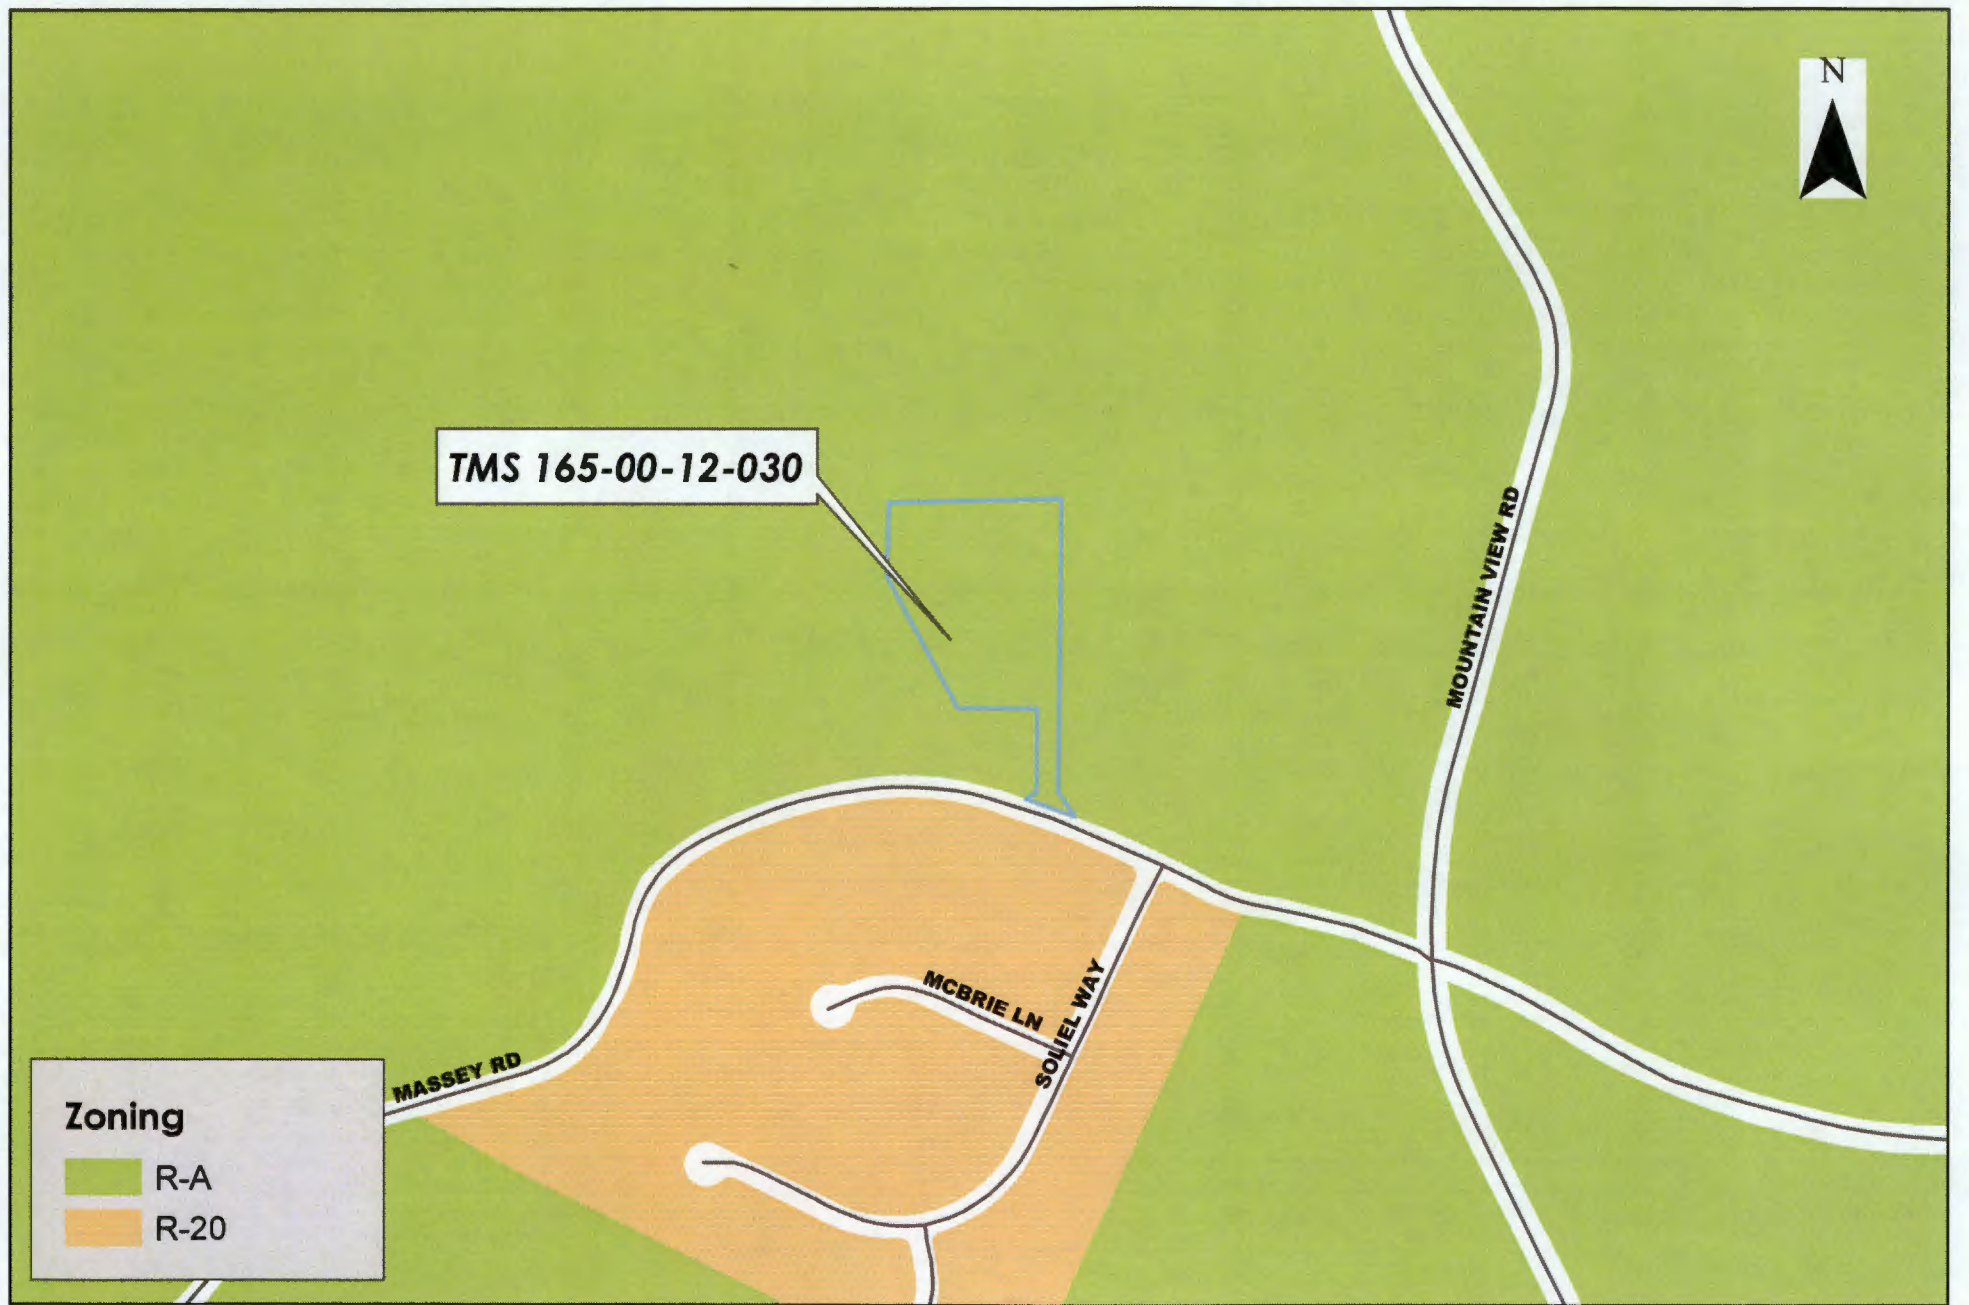 N
TMS 165-00-12-030
MOUNTAIN VIEW RD
MCBRIE LN
SOLIEL WAY
MASSEY RD
Zoning
R-A
R-20